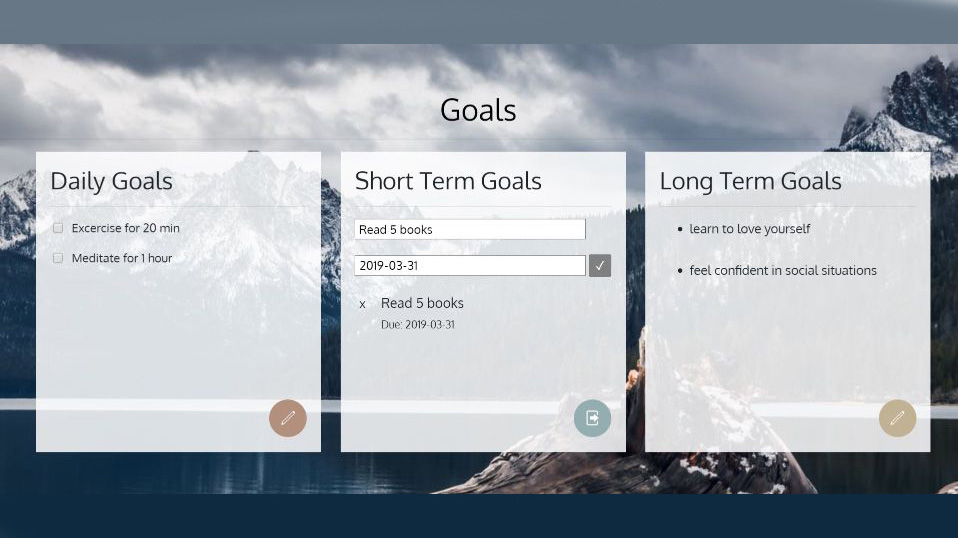 Goals
Daily Goals
Excercise for 20 min
Meditate for 1 hour
Short Term Goals
Read 5 books
2019-03-31
x Read 5 books
Due: 2019-03-31
Long Term Goals
• learn to love yourself
• feel confident in social situations